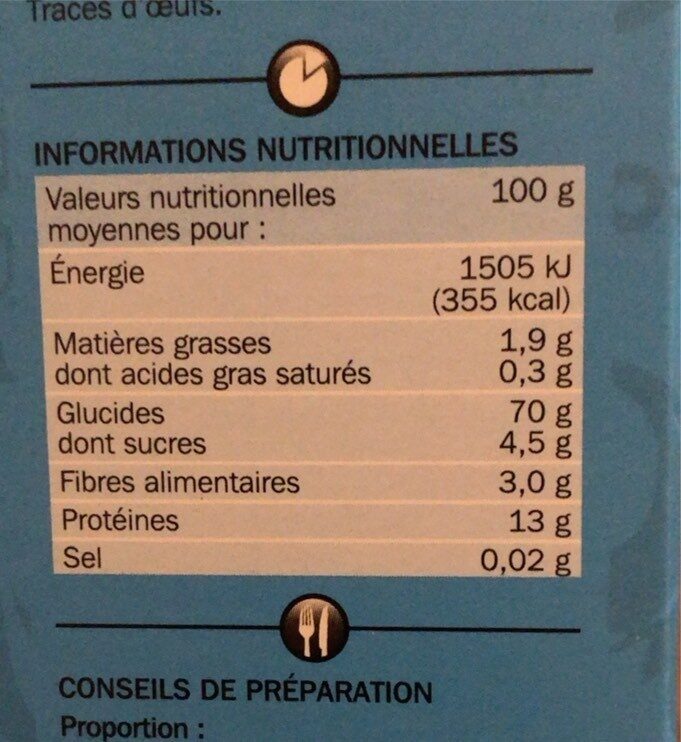 Traces d'œufs.
INFORMATIONS NUTRITIONNELLES
Valeurs nutritionnelles 100 g
moyennes pour :
Énergie 1505 kJ
(355 kcal)
Matières grasses 1,9 g
dont acides gras saturés 0,3 g
Glucides 70 g
dont sucres 4,5 g
Fibres alimentaires 3,0 g
Protéines 13 g
Sel 0,02 g
CONSEILS DE PRÉPARATION
Proportion :